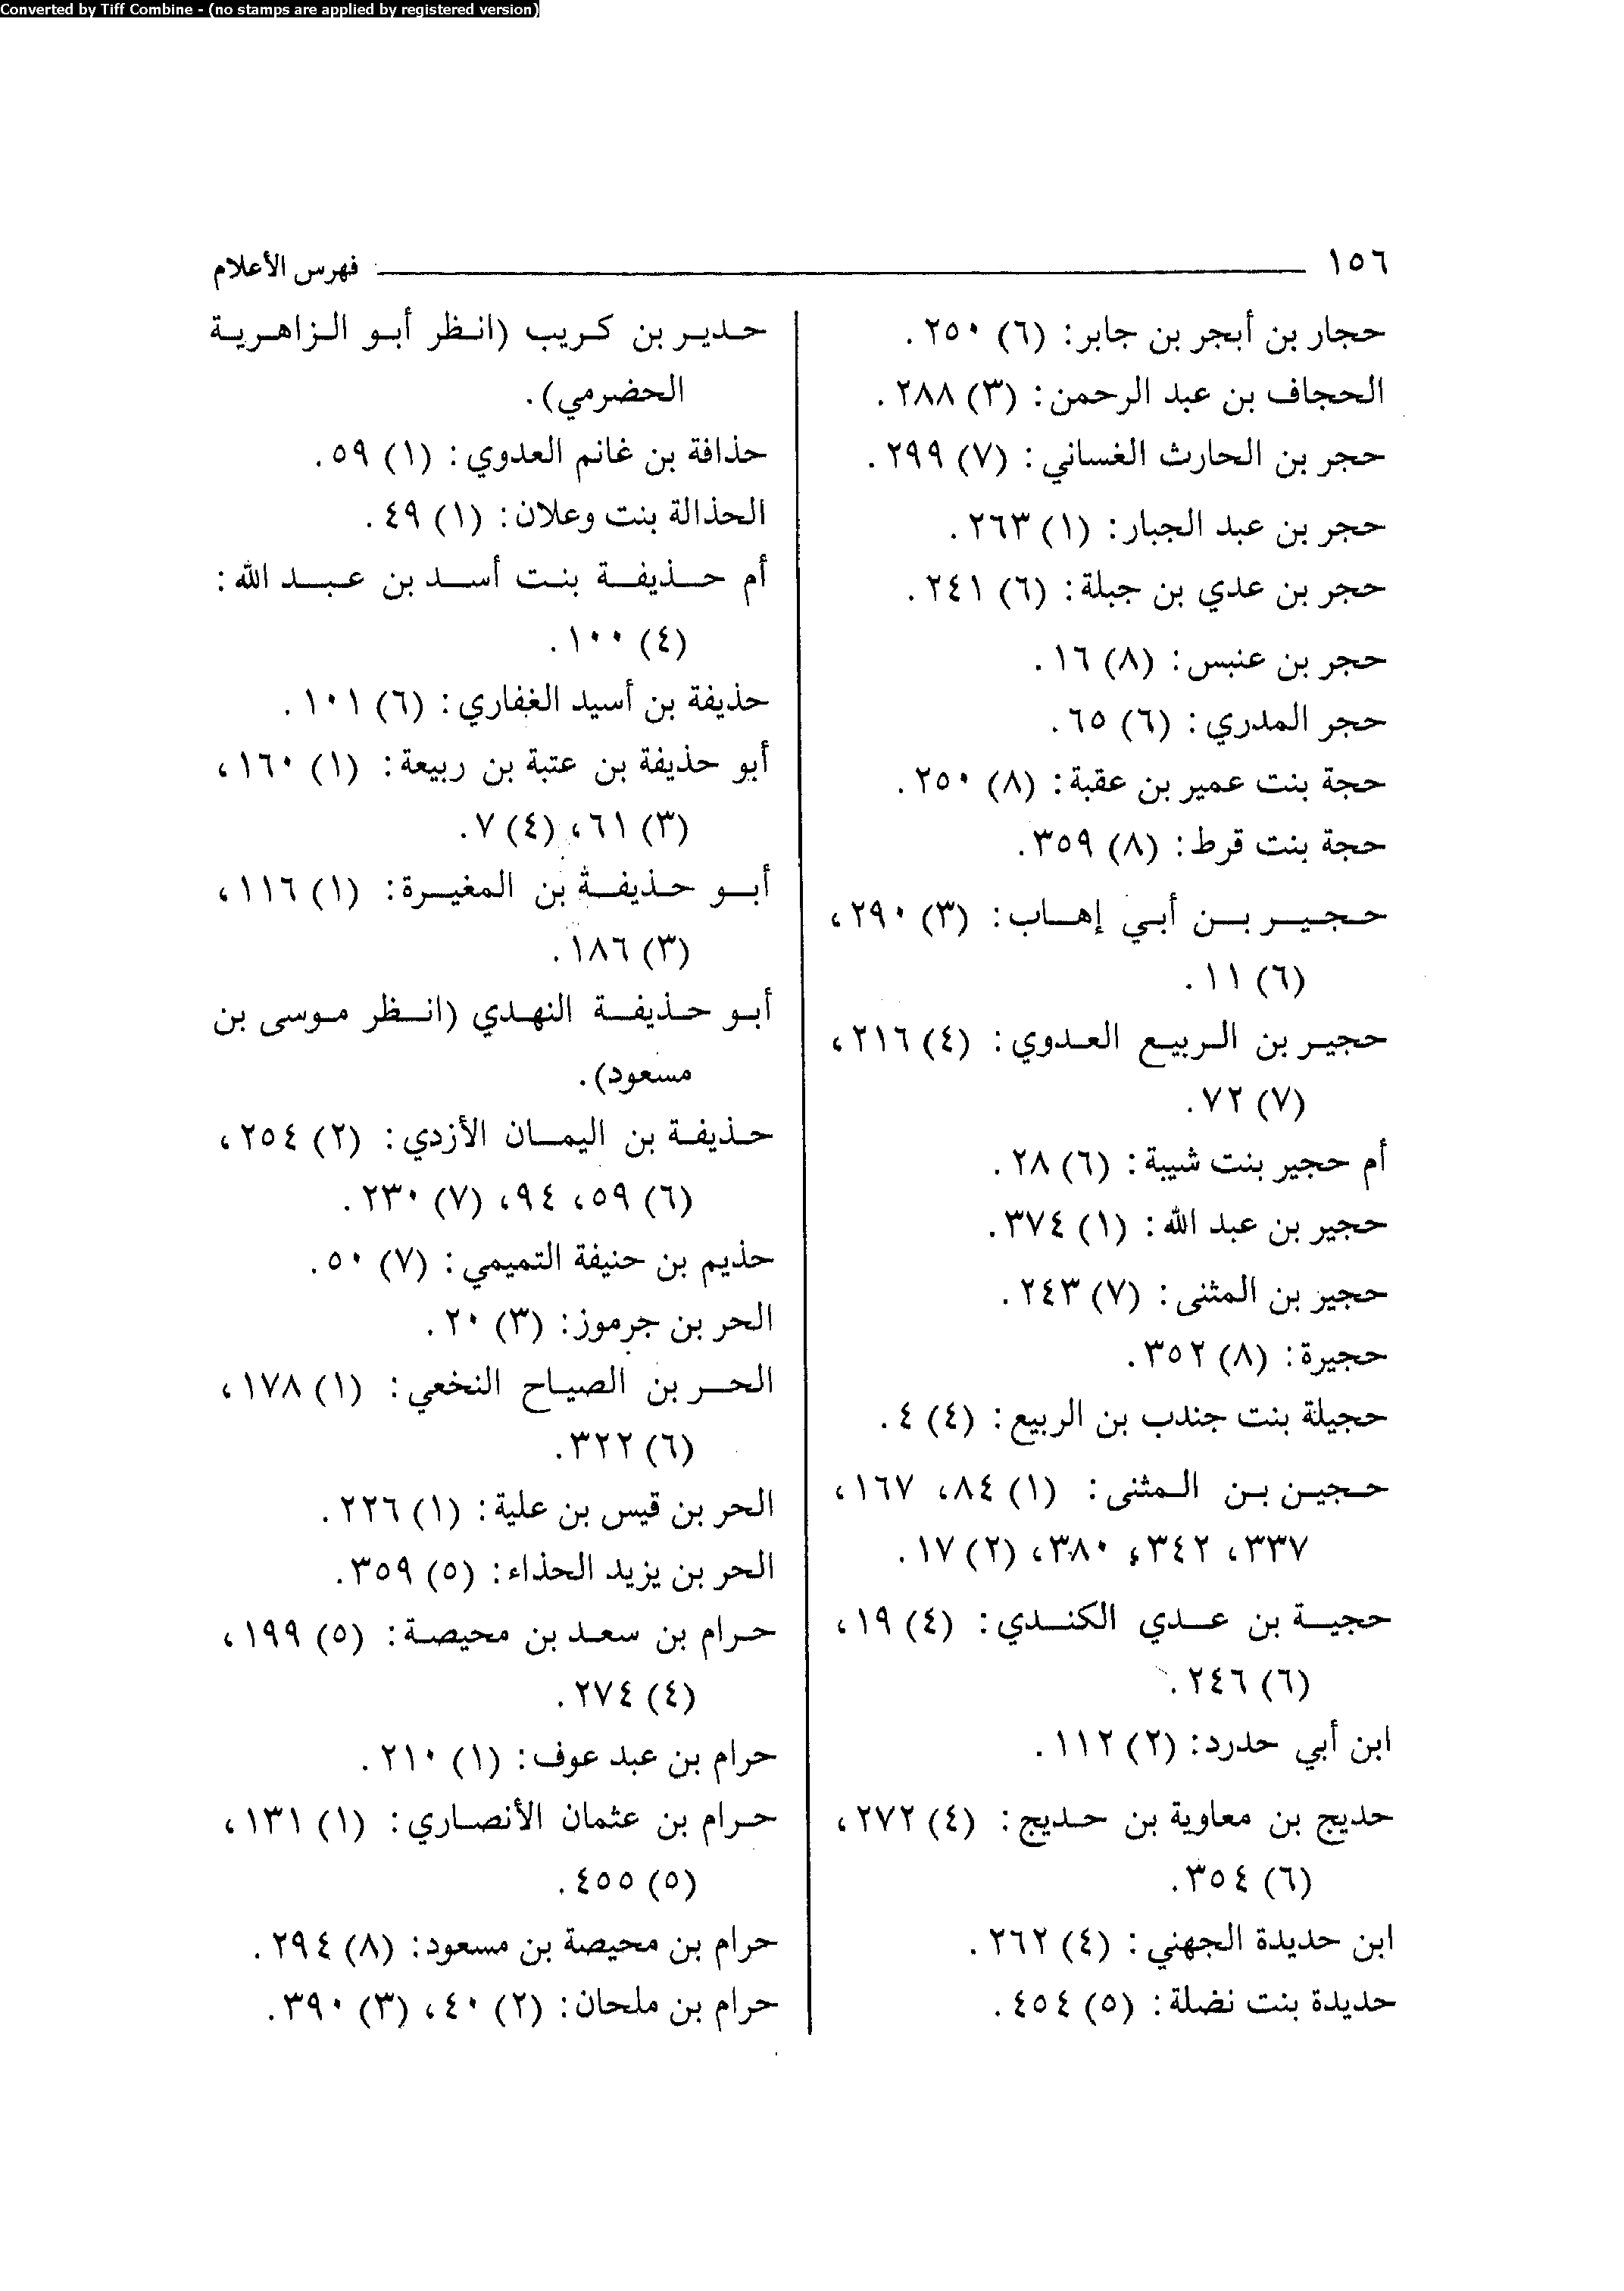 Converted by Tiff Combine - (no stamps are applied by registered version)
١٥٦ فهرس الأعلام
حجار بن أبجر بن جابر: (٦) ٢٥٠.
الحجاف بن عبد الرحمن: (٣) ٢٨٨.
حجر بن الحارث الغساني: (٧) ٢٩٩.
حجر بن عبد الجبار: (١) ٢٦٣.
حجر بن عدي بن جبلة: (٦) ٢٤١.
حجر بن عنبس: (٨) ١٦.
حجر المدري: (٦) ٦٥.
حجة بنت عمير بن عقبة: (٨) ٢٥٠.
حجة بنت قرط: (٨) ٣٥٩.
حجير بن أبي إهاب: (٣) ٢٩٠،
(٦) ١١.
حجير بن الربيع العدوي: (٤) ٢١٦،
(٧) ٧٢.
أم حجير بنت شيبة: (٦) ٢٨.
حجير بن عبد الله: (١) ٣٧٤.
حجير بن المثنى: (٧) ٢٤٣.
حجيرة: (٨) ٣٥٢.
حجيلة بنت جندب بن الربيع: (٤) ٤.
حجين بن المثنى: (١) ٨٤، ١٦٧،
٣٣٧، ٣٤٢، ٣٨٠، (٢) ١٧.
حجية بن عدي الكندي: (٤) ١٩،
(٦) ٢٤٦.
ابن أبي حدرد: (٢) ١١٢.
حديج بن معاوية بن حديج: (٤) ٢٧٢،
(٦) ٣٥٤.
ابن حديدة الجهني: (٤) ٢٦٢.
حديدة بنت نضلة: (٥) ٤٥٤.
حدير بن كريب (انظر أبو الزاهرية
الحضرمي).
حذافة بن غانم العدوي: (١) ٥٩.
الحذالة بنت وعلان: (١) ٤٩.
أم حذيفة بنت أسد بن عبد الله:
(٤) ١٠٠.
حذيفة بن أسيد الغفاري: (٦) ١٠١.
أبو حذيفة بن عتبة بن ربيعة: (١) ١٦٠،
(٣) ٦١، (٤) ٧.
أبو حذيفة بن المغيرة: (١) ١١٦،
(٣) ١٨٦.
أبو حذيفة النهدي (انظر موسى بن
مسعود).
حذيفة بن اليمان الأزدي: (٢) ٢٥٤،
(٦) ٥٩، ٩٤، (٧) ٢٣٠.
حذيم بن حنيفة التميمي: (٧) ٥٠.
الحر بن جرموز: (٣) ٢٠.
الحر بن الصياح النخعي: (١) ١٧٨،
(٦) ٣٢٢.
الحر بن قيس بن علية: (١) ٢٢٦.
الحر بن يزيد الحذاء: (٥) ٣٥٩.
حرام بن سعد بن محيصة: (٥) ١٩٩،
(٤) ٢٧٤.
حرام بن عبد عوف: (١) ٢١٠.
حرام بن عثمان الأنصاري: (١) ١٣١،
(٥) ٤٥٥.
حرام بن محيصة بن مسعود: (٨) ٢٩٤.
حرام بن ملحان: (٢) ٤٠، (٣) ٣٩٠.